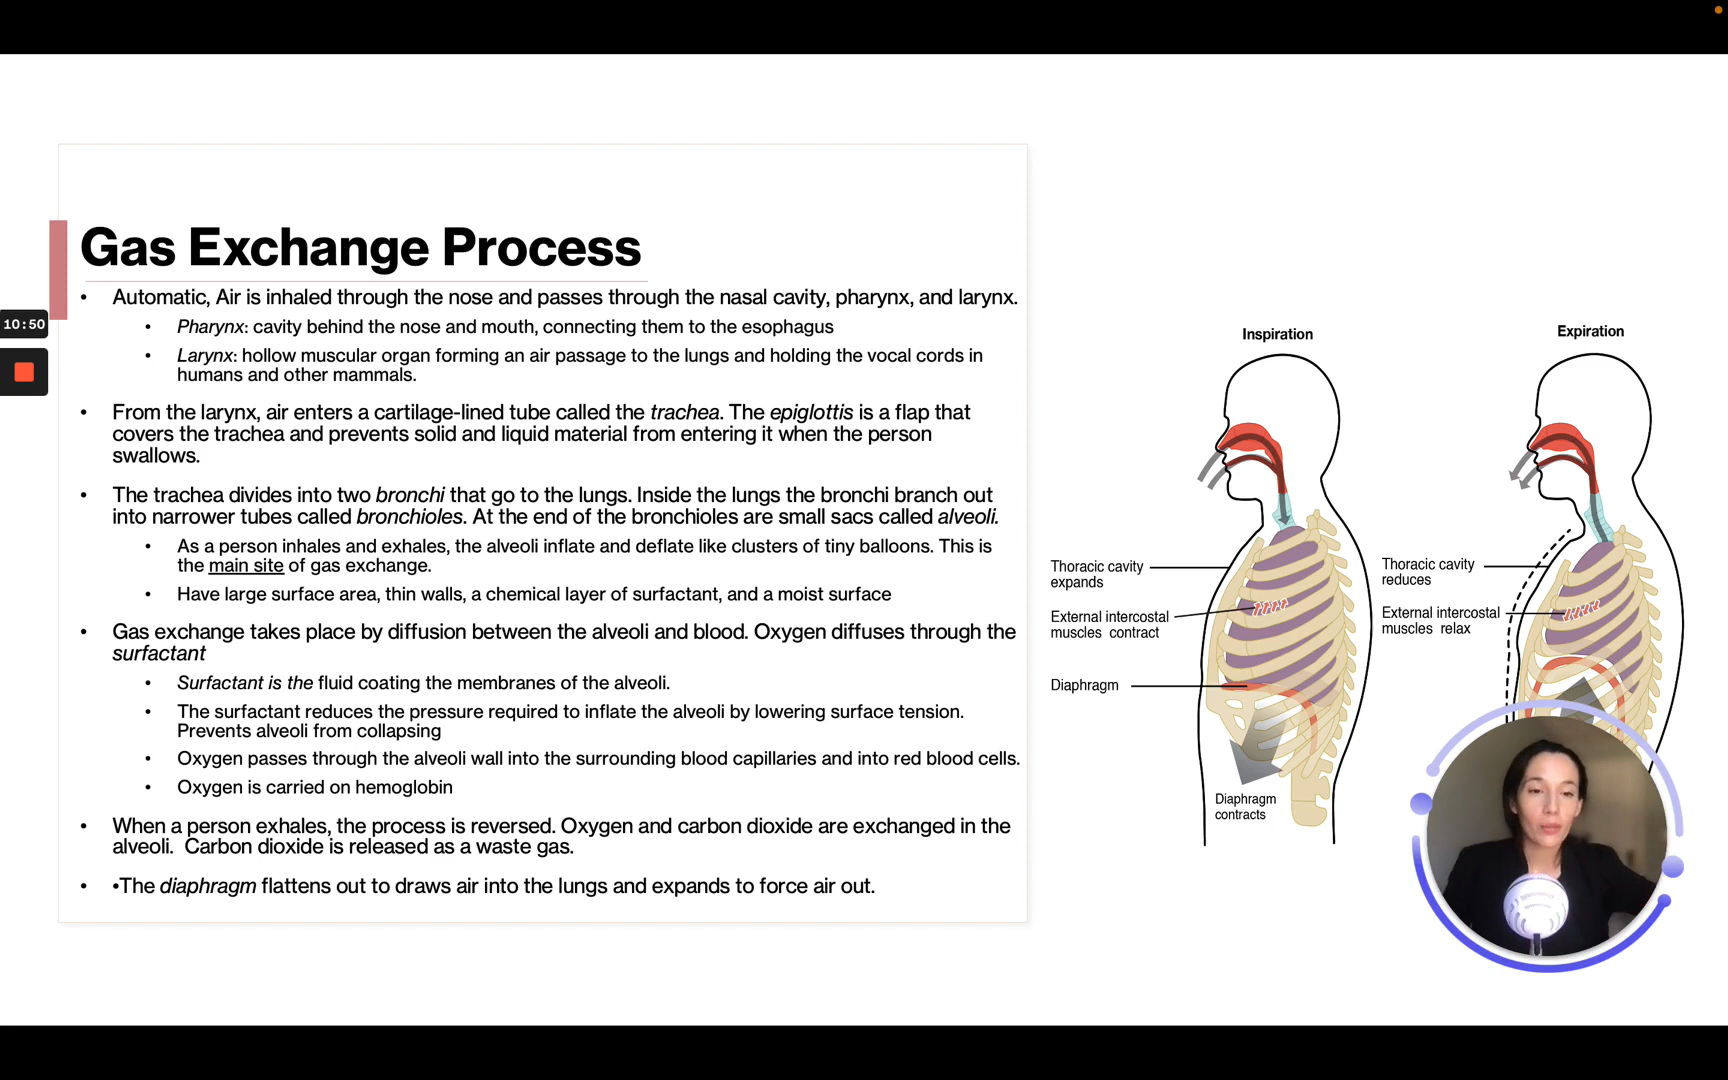 Gas Exchange Process
• Automatic, Air is inhaled through the nose and passes through the nasal cavity, pharynx, and larynx.
• Pharynx: cavity behind the nose and mouth, connecting them to the esophagus
• Larynx: hollow muscular organ forming an air passage to the lungs and holding the vocal cords in
humans and other mammals.
• From the larynx, air enters a cartilage-lined tube called the trachea. The epiglottis is a flap that
covers the trachea and prevents solid and liquid material from entering it when the person
swallows.
• The trachea divides into two bronchi that go to the lungs. Inside the lungs the bronchi branch out
into narrower tubes called bronchioles. At the end of the bronchioles are small sacs called alveoli.
• As a person inhales and exhales, the alveoli inflate and deflate like clusters of tiny balloons. This is
the main site of gas exchange.
• Have large surface area, thin walls, a chemical layer of surfactant, and a moist surface
• Gas exchange takes place by diffusion between the alveoli and blood. Oxygen diffuses through the
surfactant
• Surfactant is the fluid coating the membranes of the alveoli.
• The surfactant reduces the pressure required to inflate the alveoli by lowering surface tension.
Prevents alveoli from collapsing
• Oxygen passes through the alveoli wall into the surrounding blood capillaries and into red blood cells.
• Oxygen is carried on hemoglobin
• When a person exhales, the process is reversed. Oxygen and carbon dioxide are exchanged in the
alveoli. Carbon dioxide is released as a waste gas.
• •The diaphragm flattens out to draws air into the lungs and expands to force air out.
10:50
Inspiration
Thoracic cavity
expands
External intercostal
muscles contract
Diaphragm
Diaphragm
contracts
Expiration
Thoracic cavity
reduces
External intercostal
muscles relax